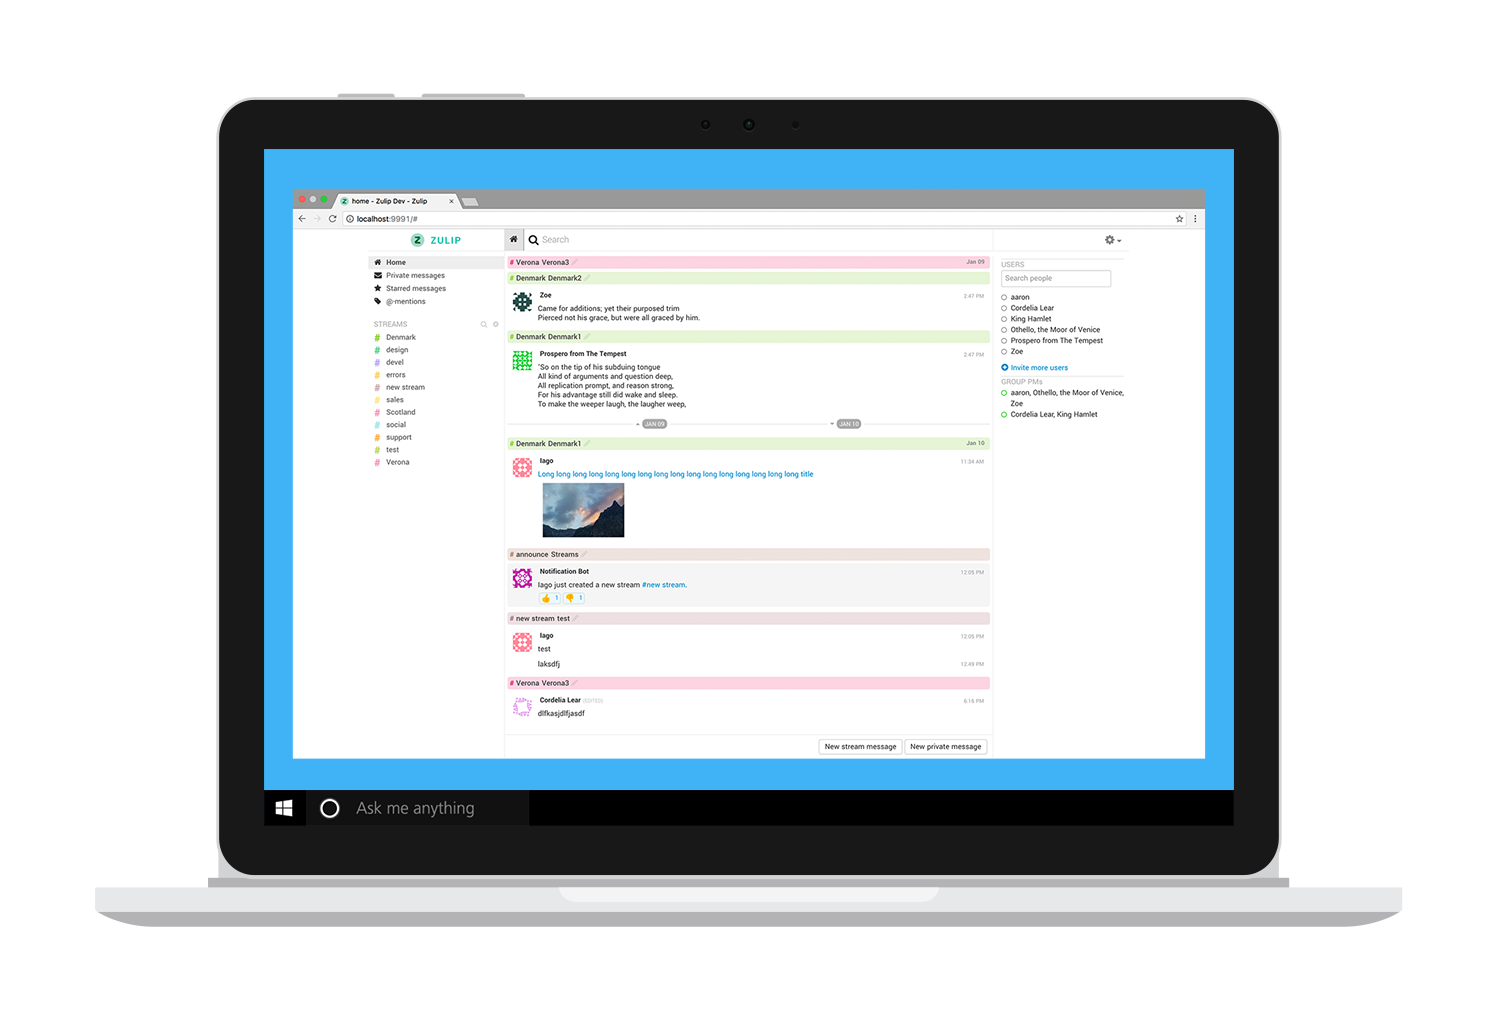 home - Zulip Dev - Zulip
localhost:9991/#
ZULIP
Search
Home
Private messages
Starred messages
@-mentions
STREAMS
# Denmark
# design
# devel
# errors
# new stream
# sales
# Scotland
# social
# support
# test
# Verona
# Verona Verona3 Jan 09
# Denmark Denmark2
Zoe 2:47 PM
Came for additions; yet their purposed trim
Pierced not his grace, but were all graced by him.
# Denmark Denmark1
Prospero from The Tempest 2:47 PM
'So on the tip of his subduing tongue
All kind of arguments and question deep,
All replication prompt, and reason strong,
For his advantage still did wake and sleep.
To make the weeper laugh, the laugher weep,
JAN 09 JAN 10
# Denmark Denmark1 Jan 10
Iago 11:34 AM
Long long long long long long long long long long long long long long long long title
# announce Streams
Notification Bot 12:05 PM
Iago just created a new stream #new stream.
1 1
# new stream test
Iago 12:05 PM
test
laksdfj 12:49 PM
# Verona Verona3
Cordelia Lear (EDITED) 6:16 PM
dlfkasjdlfjasdf
New stream message New private message
USERS
Search people
aaron
Cordelia Lear
King Hamlet
Othello, the Moor of Venice
Prospero from The Tempest
Zoe
Invite more users
GROUP PMs
aaron, Othello, the Moor of Venice,
Zoe
Cordelia Lear, King Hamlet
Ask me anything